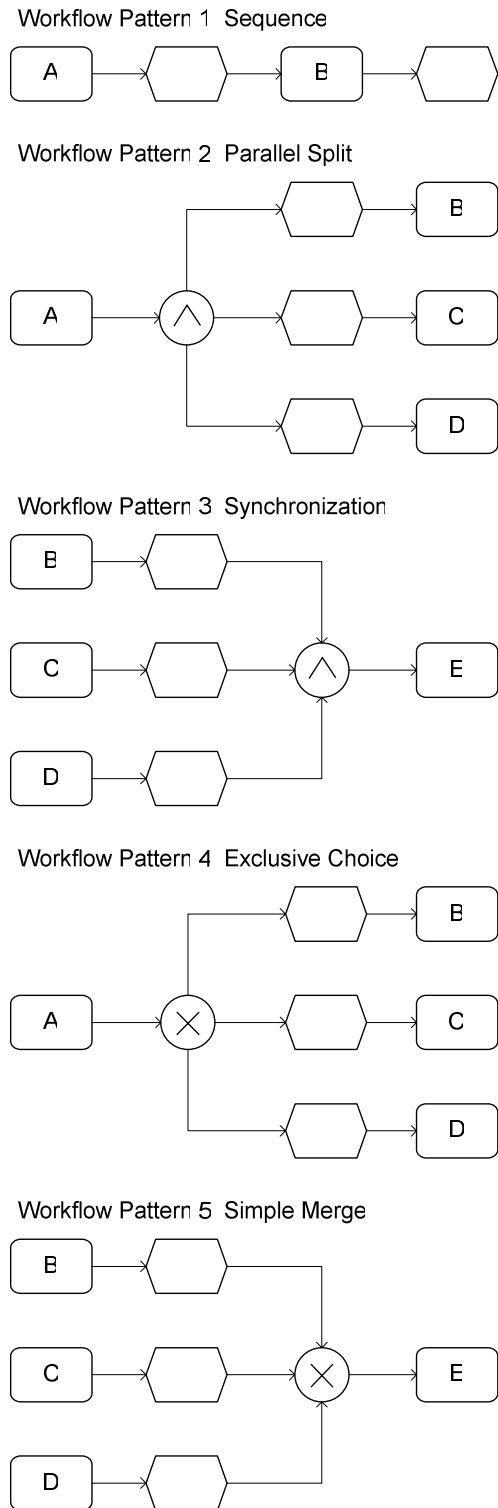 Workflow Pattern 1 Sequence
A
B
Workflow Pattern 2 Parallel Split
B
A
C
D
Workflow Pattern 3 Synchronization
B
C
E
D
Workflow Pattern 4 Exclusive Choice
B
A
C
D
Workflow Pattern 5 Simple Merge
B
C
E
D